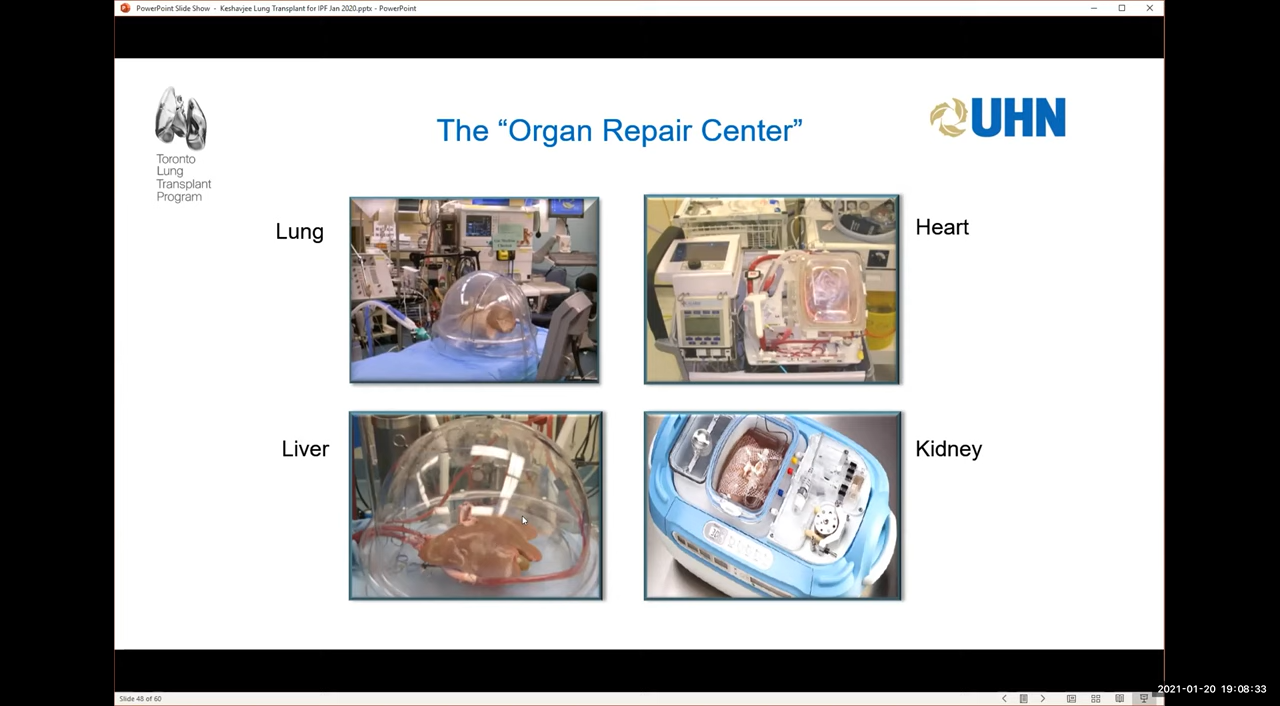 PowerPoint Slide Show - Keshavjee Lung Transplant for IPF Jan 2020.pptx - PowerPoint
The “Organ Repair Center”
UHN
Toronto
Lung
Transplant
Program
Lung
Heart
Liver
Kidney
Slide 48 of 60
2021-01-20 19:08:33